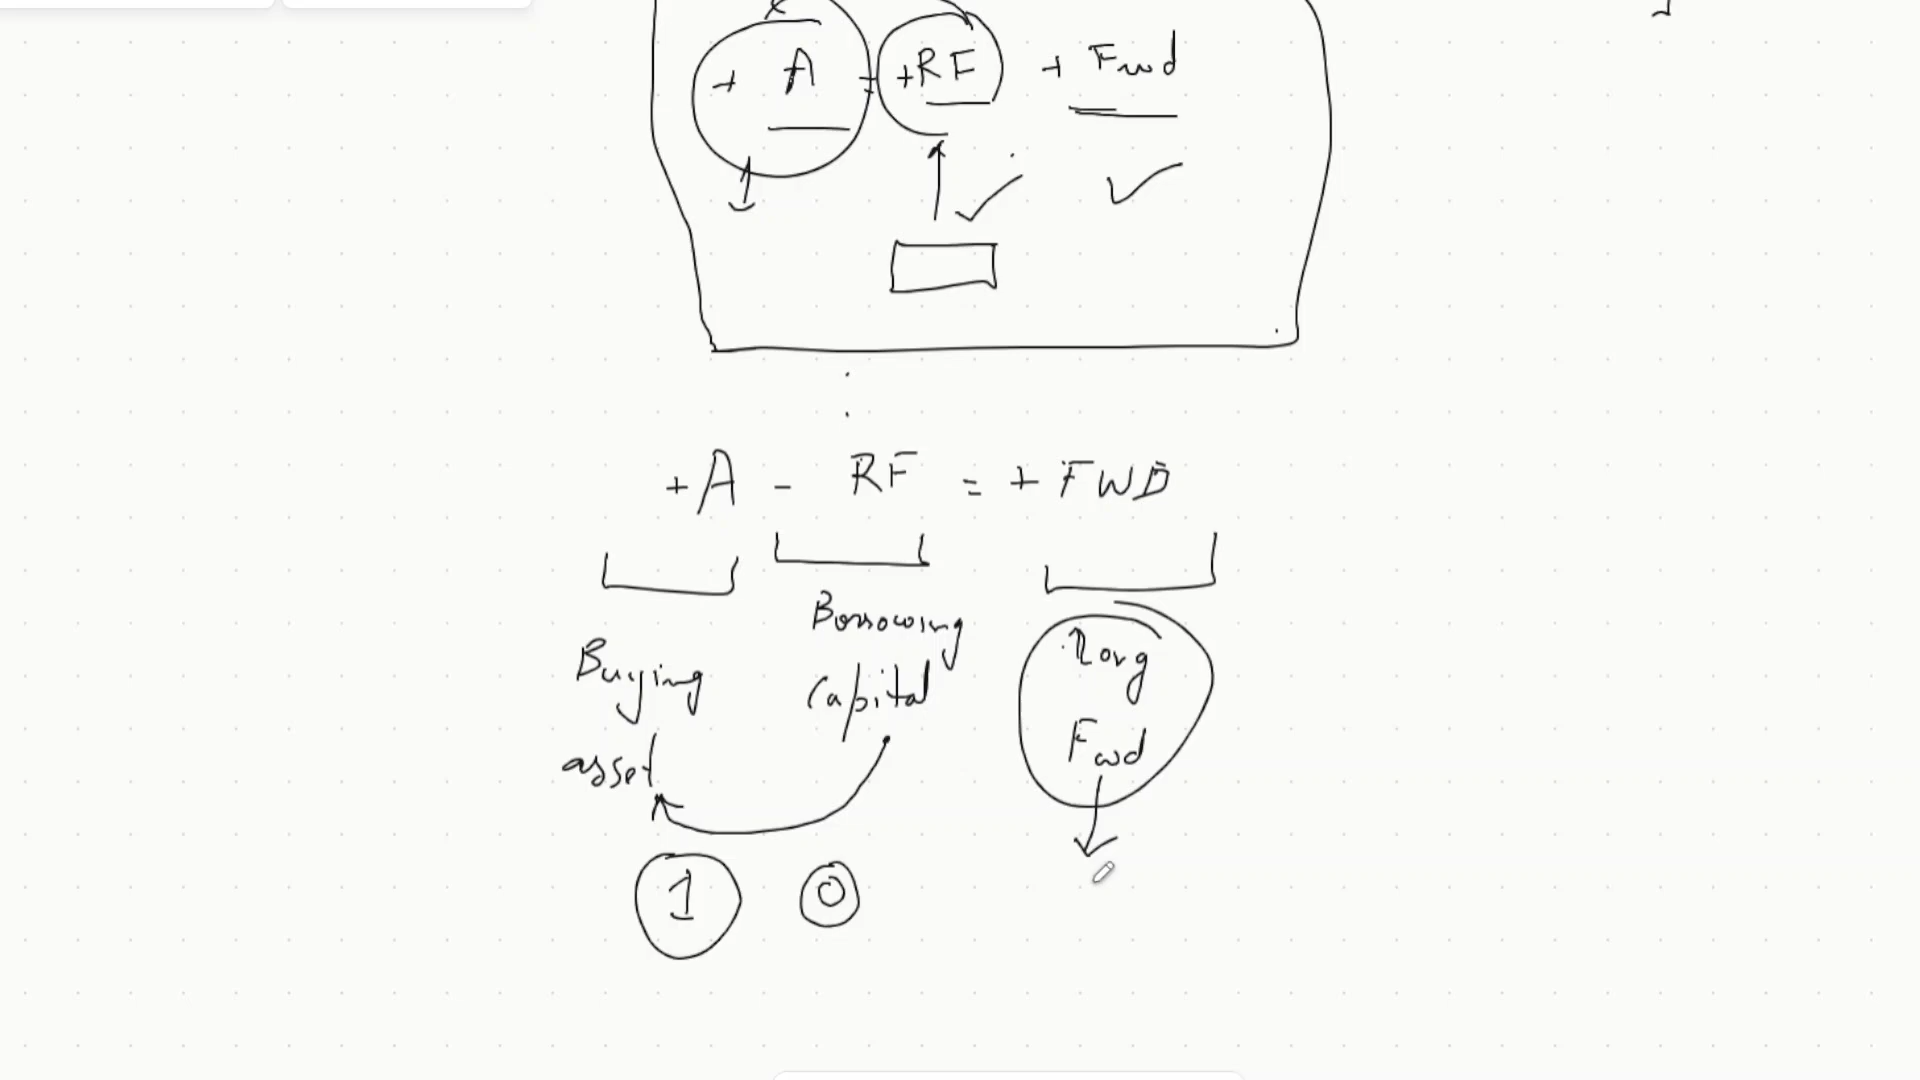 + A = +RF + Fwd
+A - RF = + FWD
Borrowing
Capital
Buying
asset
Long
Fwd
1 0